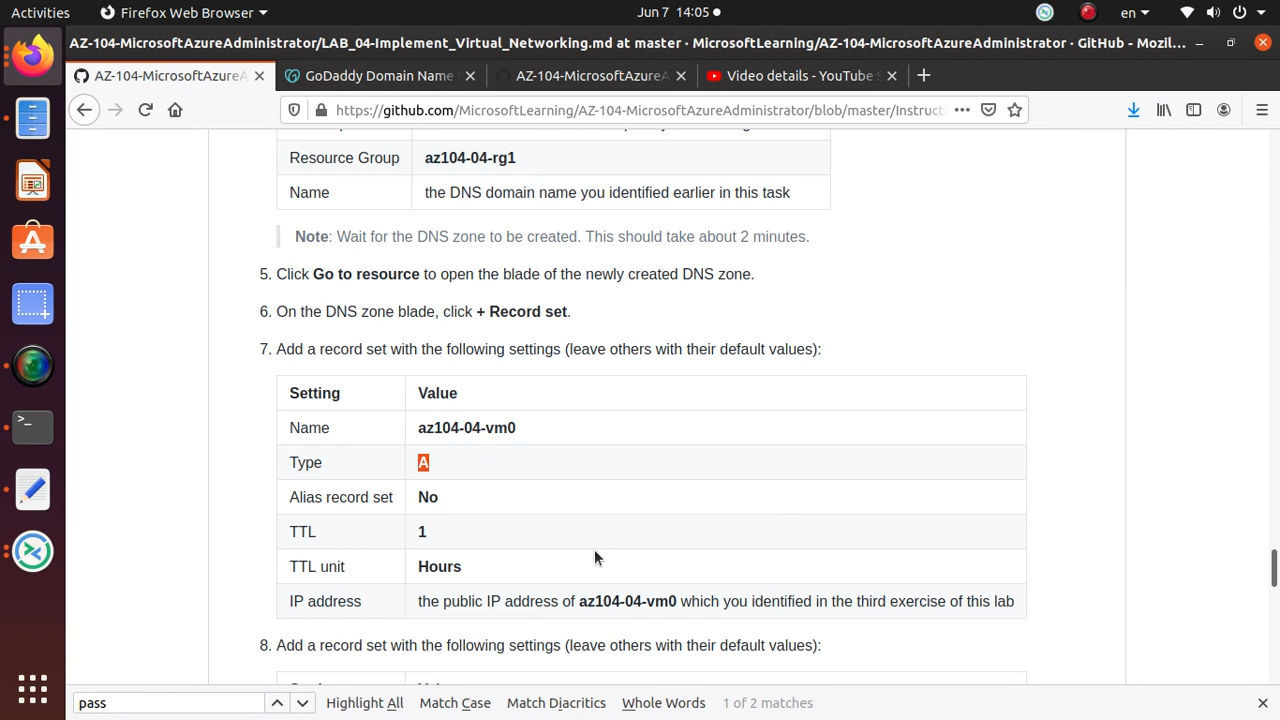 Activities
Firefox Web Browser
Jun 7 14:05
en
AZ-104-MicrosoftAzureAdministrator/LAB_04-Implement_Virtual_Networking.md at master · MicrosoftLearning/AZ-104-MicrosoftAzureAdministrator · GitHub - Mozil...
AZ-104-MicrosoftAzureA
GoDaddy Domain Name
AZ-104-MicrosoftAzureA
Video details - YouTube S
https://github.com/MicrosoftLearning/AZ-104-MicrosoftAzureAdministrator/blob/master/Instructi
Resource Group az104-04-rg1
Name the DNS domain name you identified earlier in this task
Note: Wait for the DNS zone to be created. This should take about 2 minutes.
5. Click Go to resource to open the blade of the newly created DNS zone.
6. On the DNS zone blade, click + Record set.
7. Add a record set with the following settings (leave others with their default values):
Setting Value
Name az104-04-vm0
Type A
Alias record set No
TTL 1
TTL unit Hours
IP address the public IP address of az104-04-vm0 which you identified in the third exercise of this lab
8. Add a record set with the following settings (leave others with their default values):
pass
Highlight All
Match Case
Match Diacritics
Whole Words
1 of 2 matches